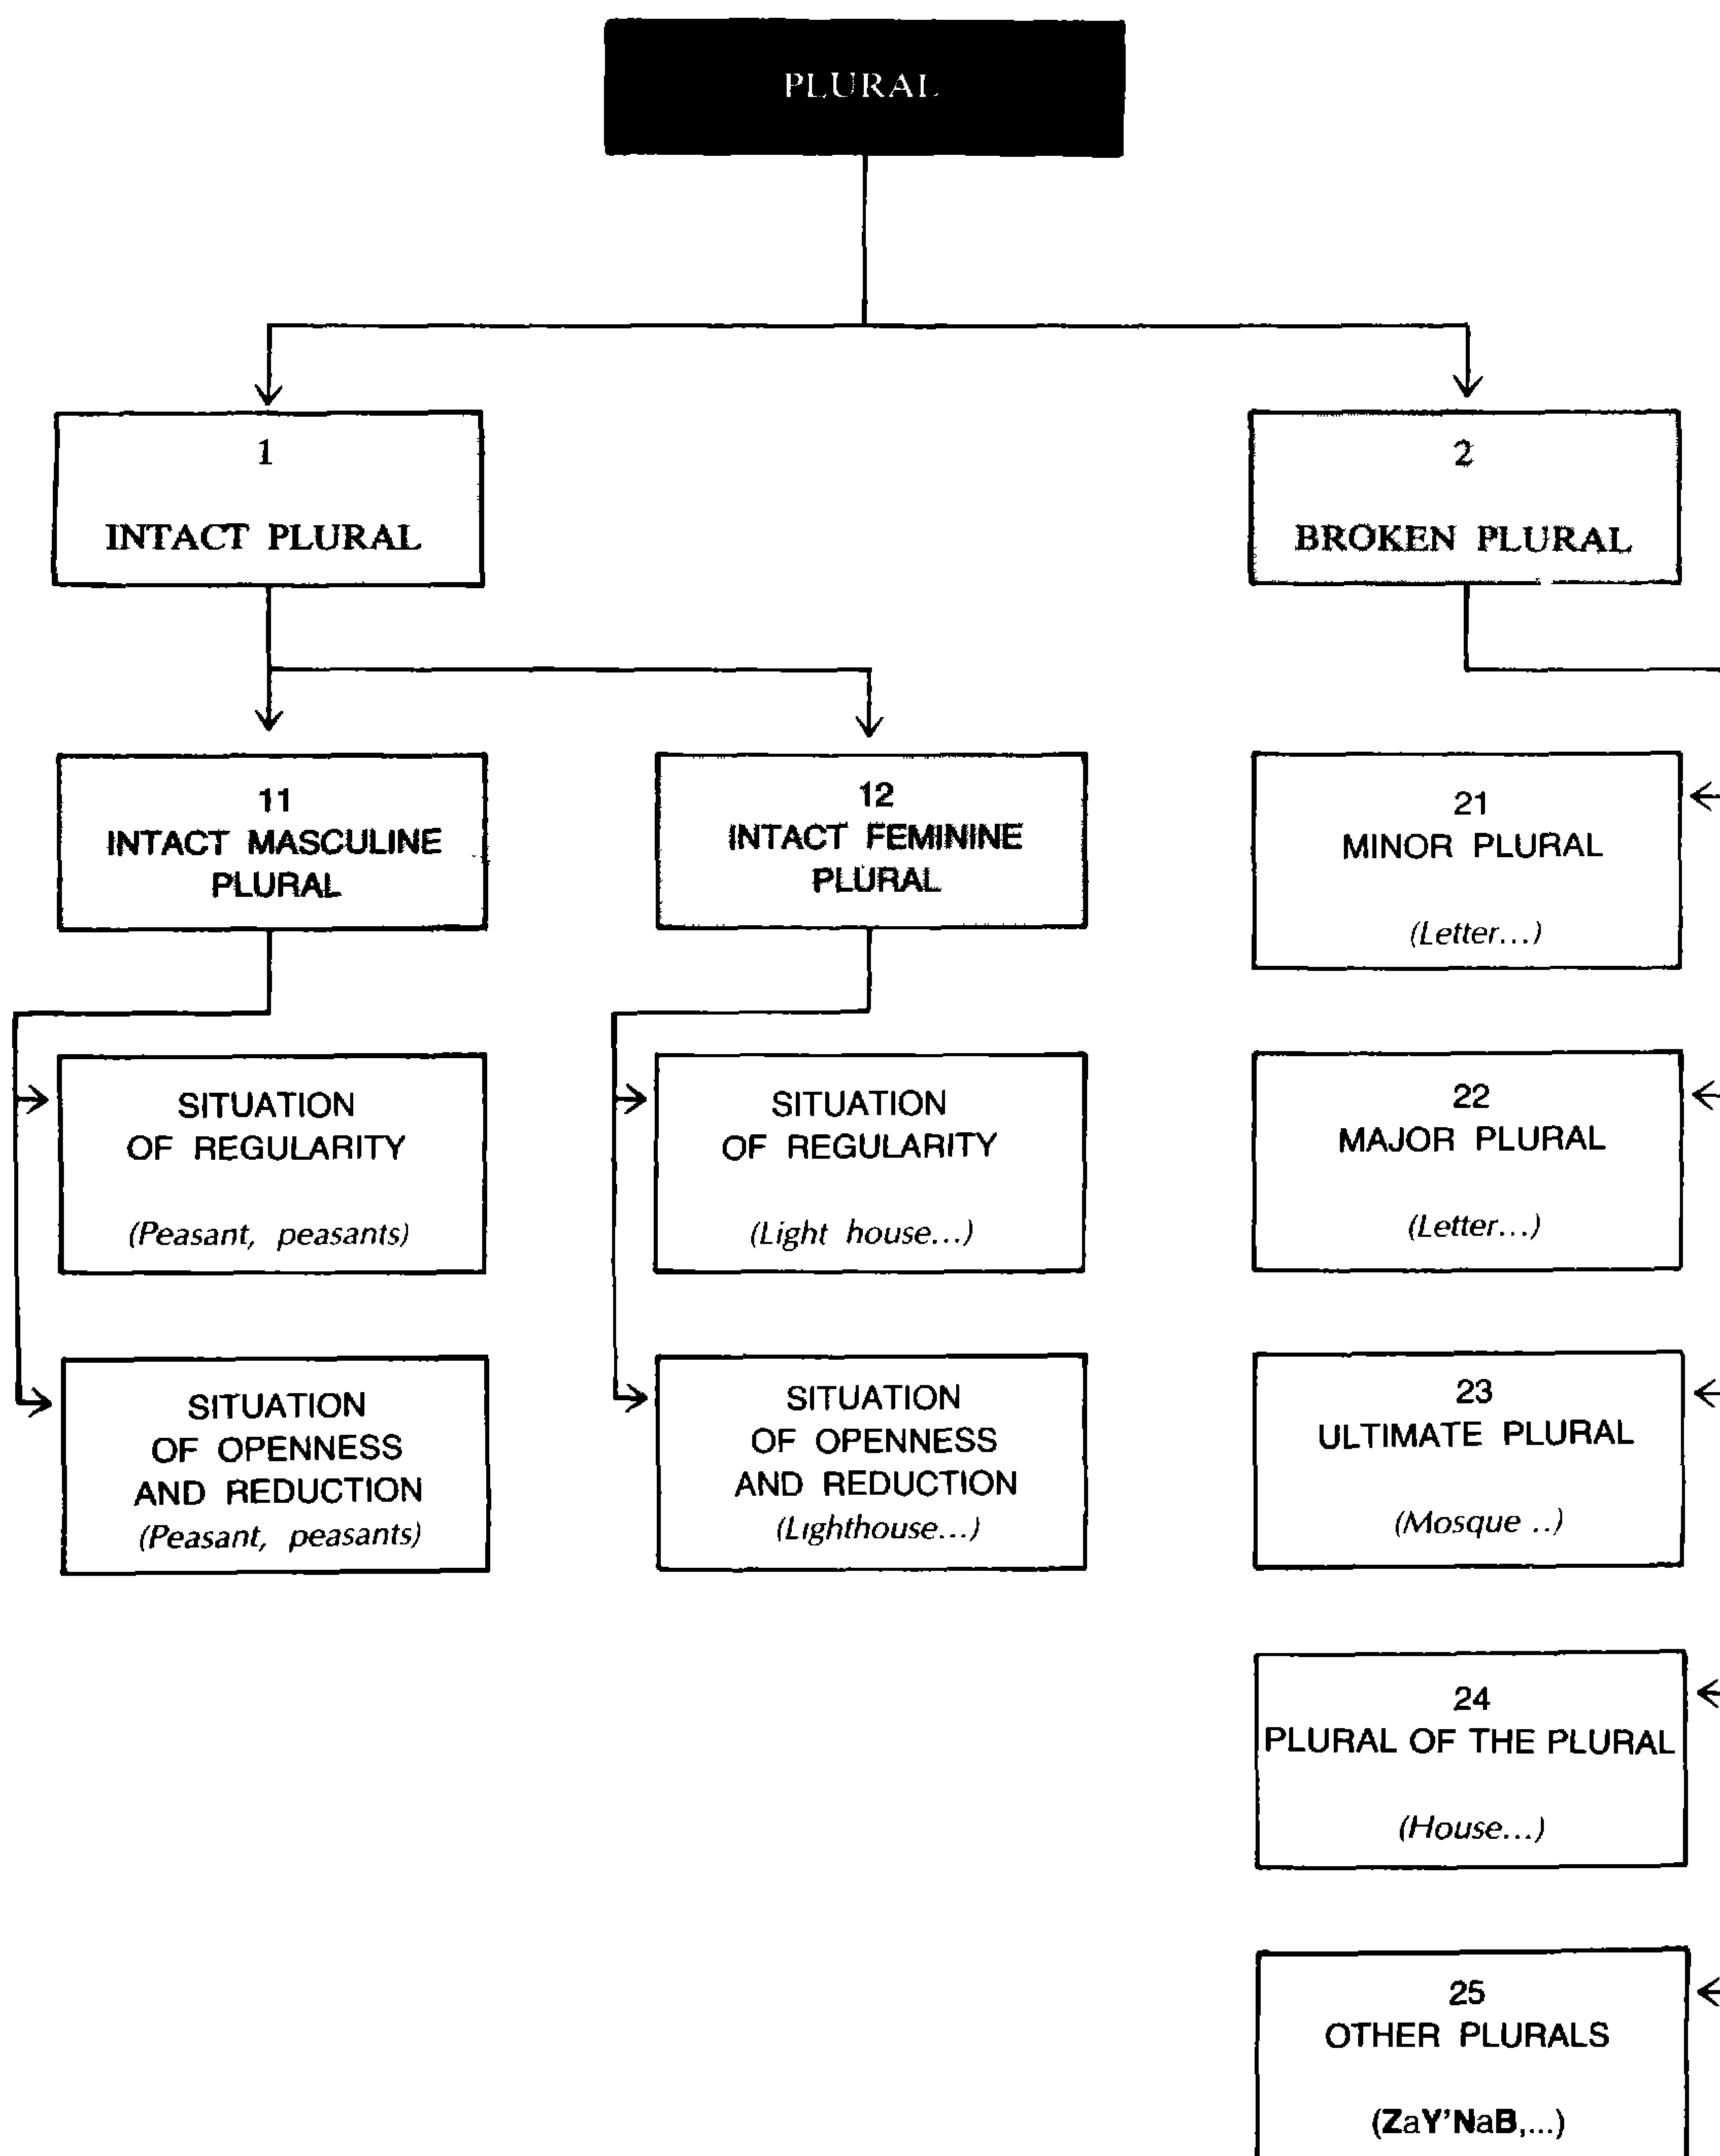 PLURAL
1
INTACT PLURAL
2
BROKEN PLURAL
11
INTACT MASCULINE
PLURAL
12
INTACT FEMININE
PLURAL
21
MINOR PLURAL
(Letter...)
SITUATION
OF REGULARITY
(Peasant, peasants)
SITUATION
OF REGULARITY
(Light house...)
22
MAJOR PLURAL
(Letter...)
SITUATION
OF OPENNESS
AND REDUCTION
(Peasant, peasants)
SITUATION
OF OPENNESS
AND REDUCTION
(Lighthouse...)
23
ULTIMATE PLURAL
(Mosque ..)
24
PLURAL OF THE PLURAL
(House...)
25
OTHER PLURALS
(ZaY'NaB,...)